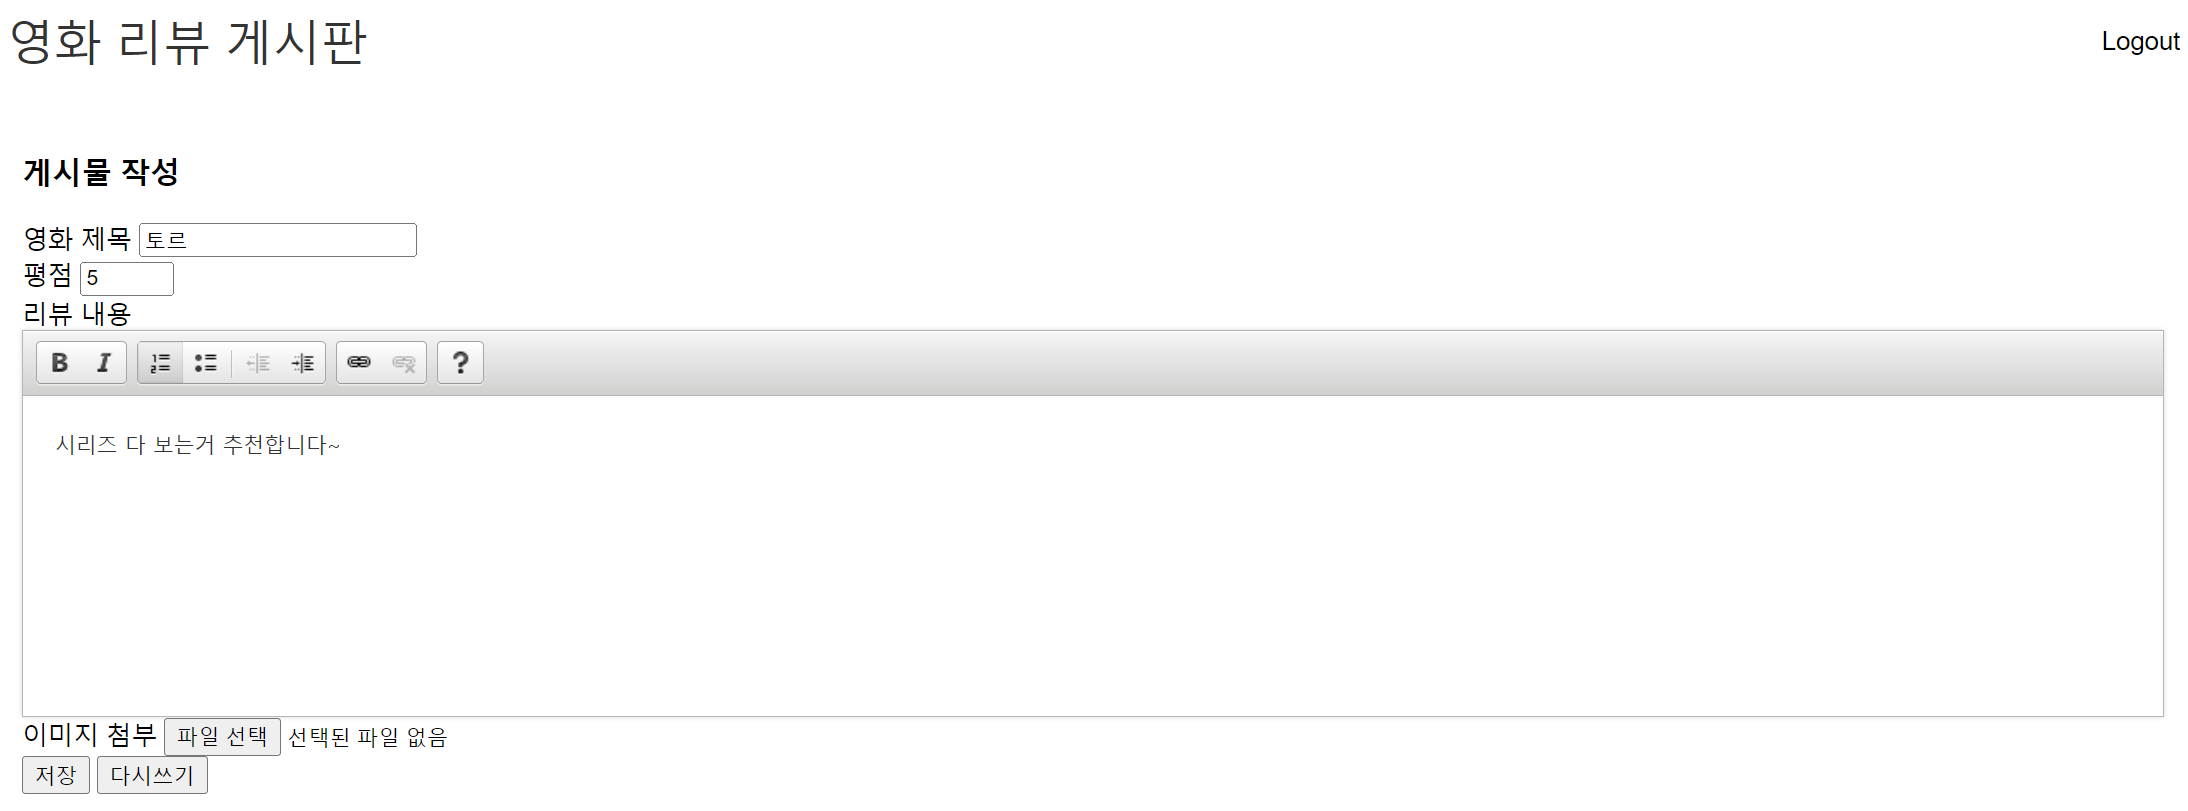 영화 리뷰 게시판
Logout
게시물 작성
영화 제목 토르
평점 5
리뷰 내용
시리즈 다 보는거 추천합니다~
이미지 첨부 파일 선택 선택된 파일 없음
저장 다시쓰기